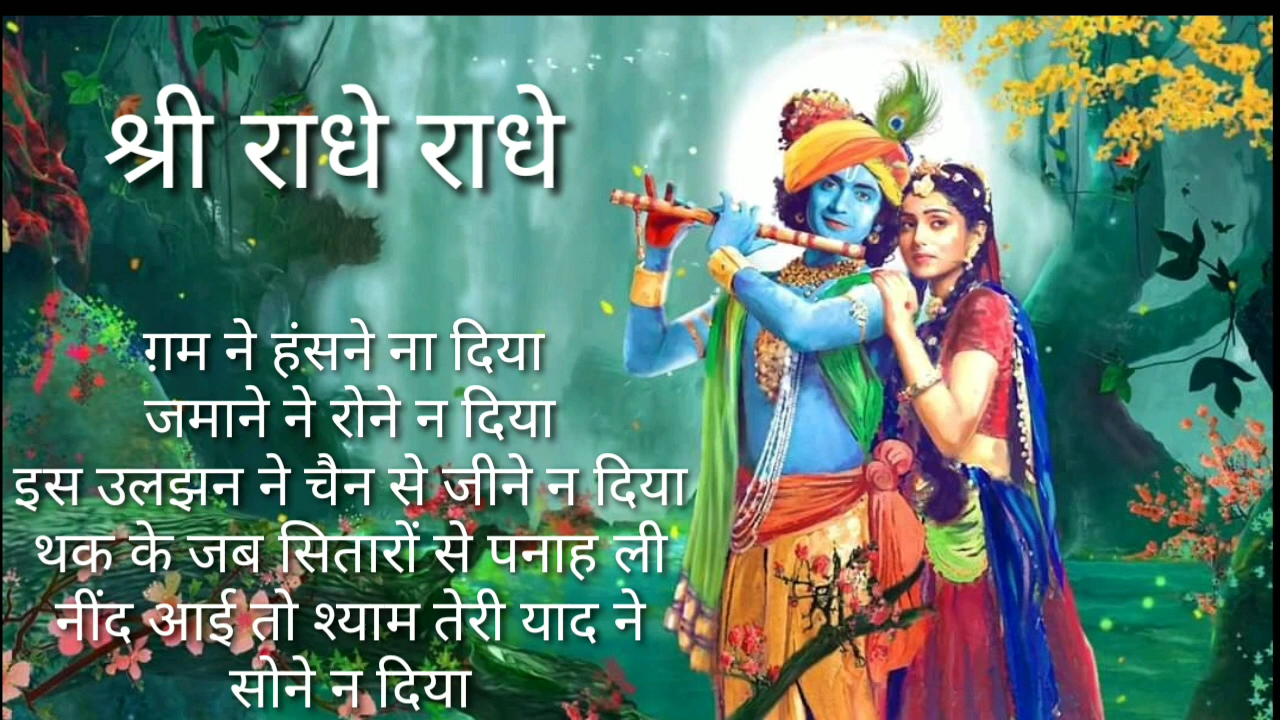 श्री राधे राधे
ग़म ने हंसने ना दिया
जमाने ने रोने न दिया
इस उलझन ने चैन से जीने न दिया
थक के जब सितारों से पनाह ली
नींद आई तो श्याम तेरी याद ने
सोने न दिया